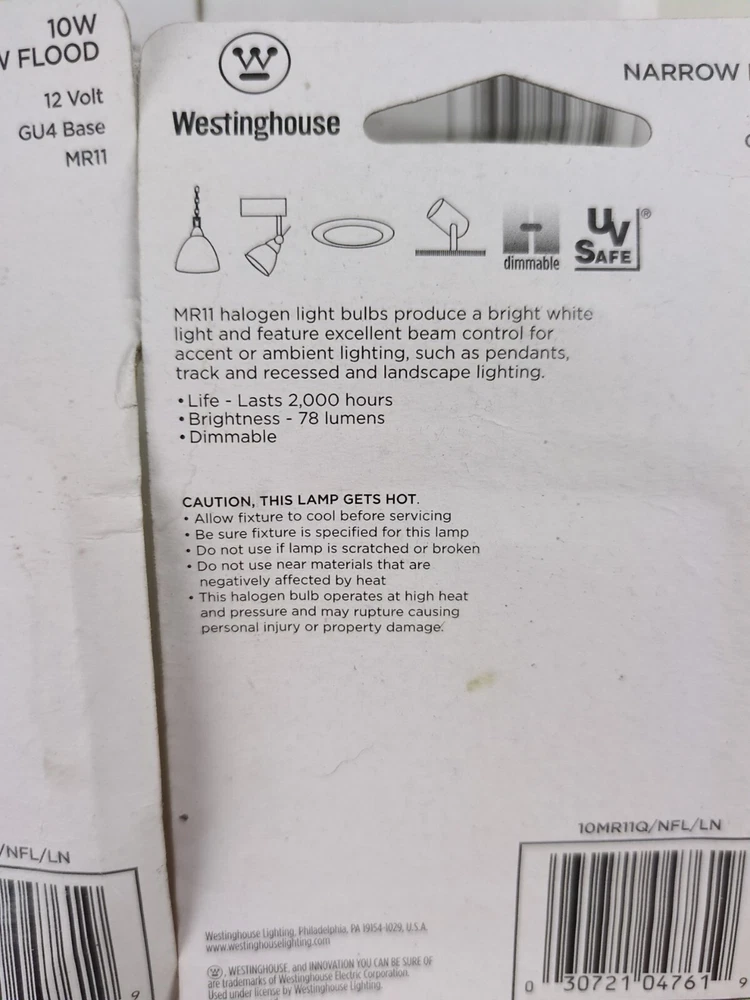 10W
FLOOD
12 Volt
GU4 Base
MR11
/NFL/LN
9
W
Westinghouse
NARROW
dimmable
UV
SAFE®
MR11 halogen light bulbs produce a bright white
light and feature excellent beam control for
accent or ambient lighting, such as pendants,
track and recessed and landscape lighting.
• Life - Lasts 2,000 hours
• Brightness - 78 lumens
• Dimmable
CAUTION, THIS LAMP GETS HOT.
• Allow fixture to cool before servicing
• Be sure fixture is specified for this lamp
• Do not use if lamp is scratched or broken
• Do not use near materials that are
negatively affected by heat
• This halogen bulb operates at high heat
and pressure and may rupture causing
personal injury or property damage.
Westinghouse Lighting, Philadelphia, PA 19154-1029, U.S.A.
www.westinghouselighting.com
W, WESTINGHOUSE, and INNOVATION YOU CAN BE SURE OF
are trademarks of Westinghouse Electric Corporation.
Used under license by Westinghouse Lighting.
10MR11Q/NFL/LN
0 30721 04761 9